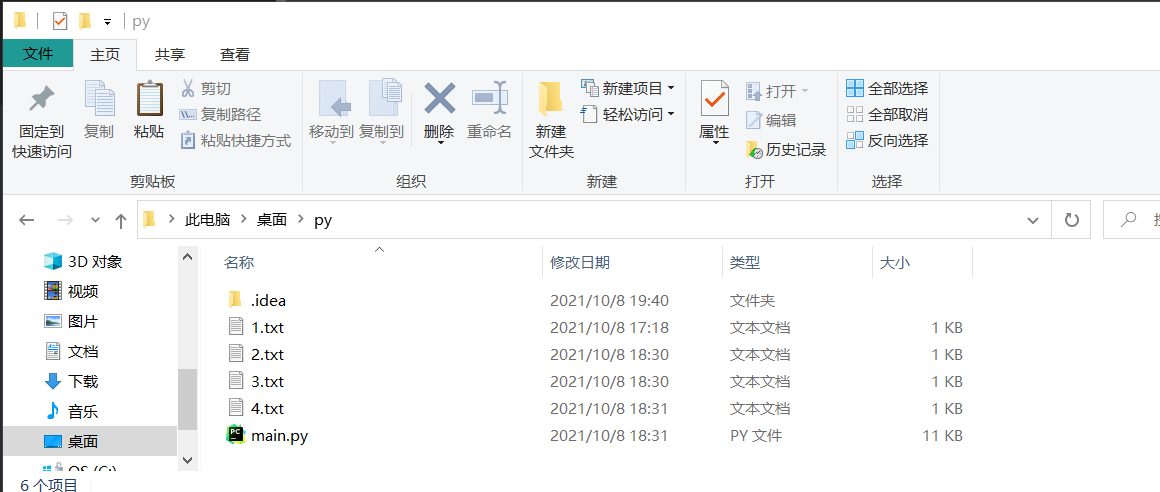 py
文件 主页 共享 查看
固定到快速访问 复制 粘贴 剪切 复制路径 粘贴快捷方式 移动到 复制到 删除 重命名 新建文件夹 新建项目 轻松访问 属性 打开 编辑 历史记录 全部选择 全部取消 反向选择
剪贴板 组织 新建 打开 选择
此电脑 桌面 py
3D 对象
视频
图片
文档
下载
音乐
桌面
OS (C:)
名称 修改日期 类型 大小
.idea 2021/10/8 19:40 文件夹
1.txt 2021/10/8 17:18 文本文档 1 KB
2.txt 2021/10/8 18:30 文本文档 1 KB
3.txt 2021/10/8 18:30 文本文档 1 KB
4.txt 2021/10/8 18:31 文本文档 1 KB
main.py 2021/10/8 18:31 PY 文件 11 KB
6 个项目